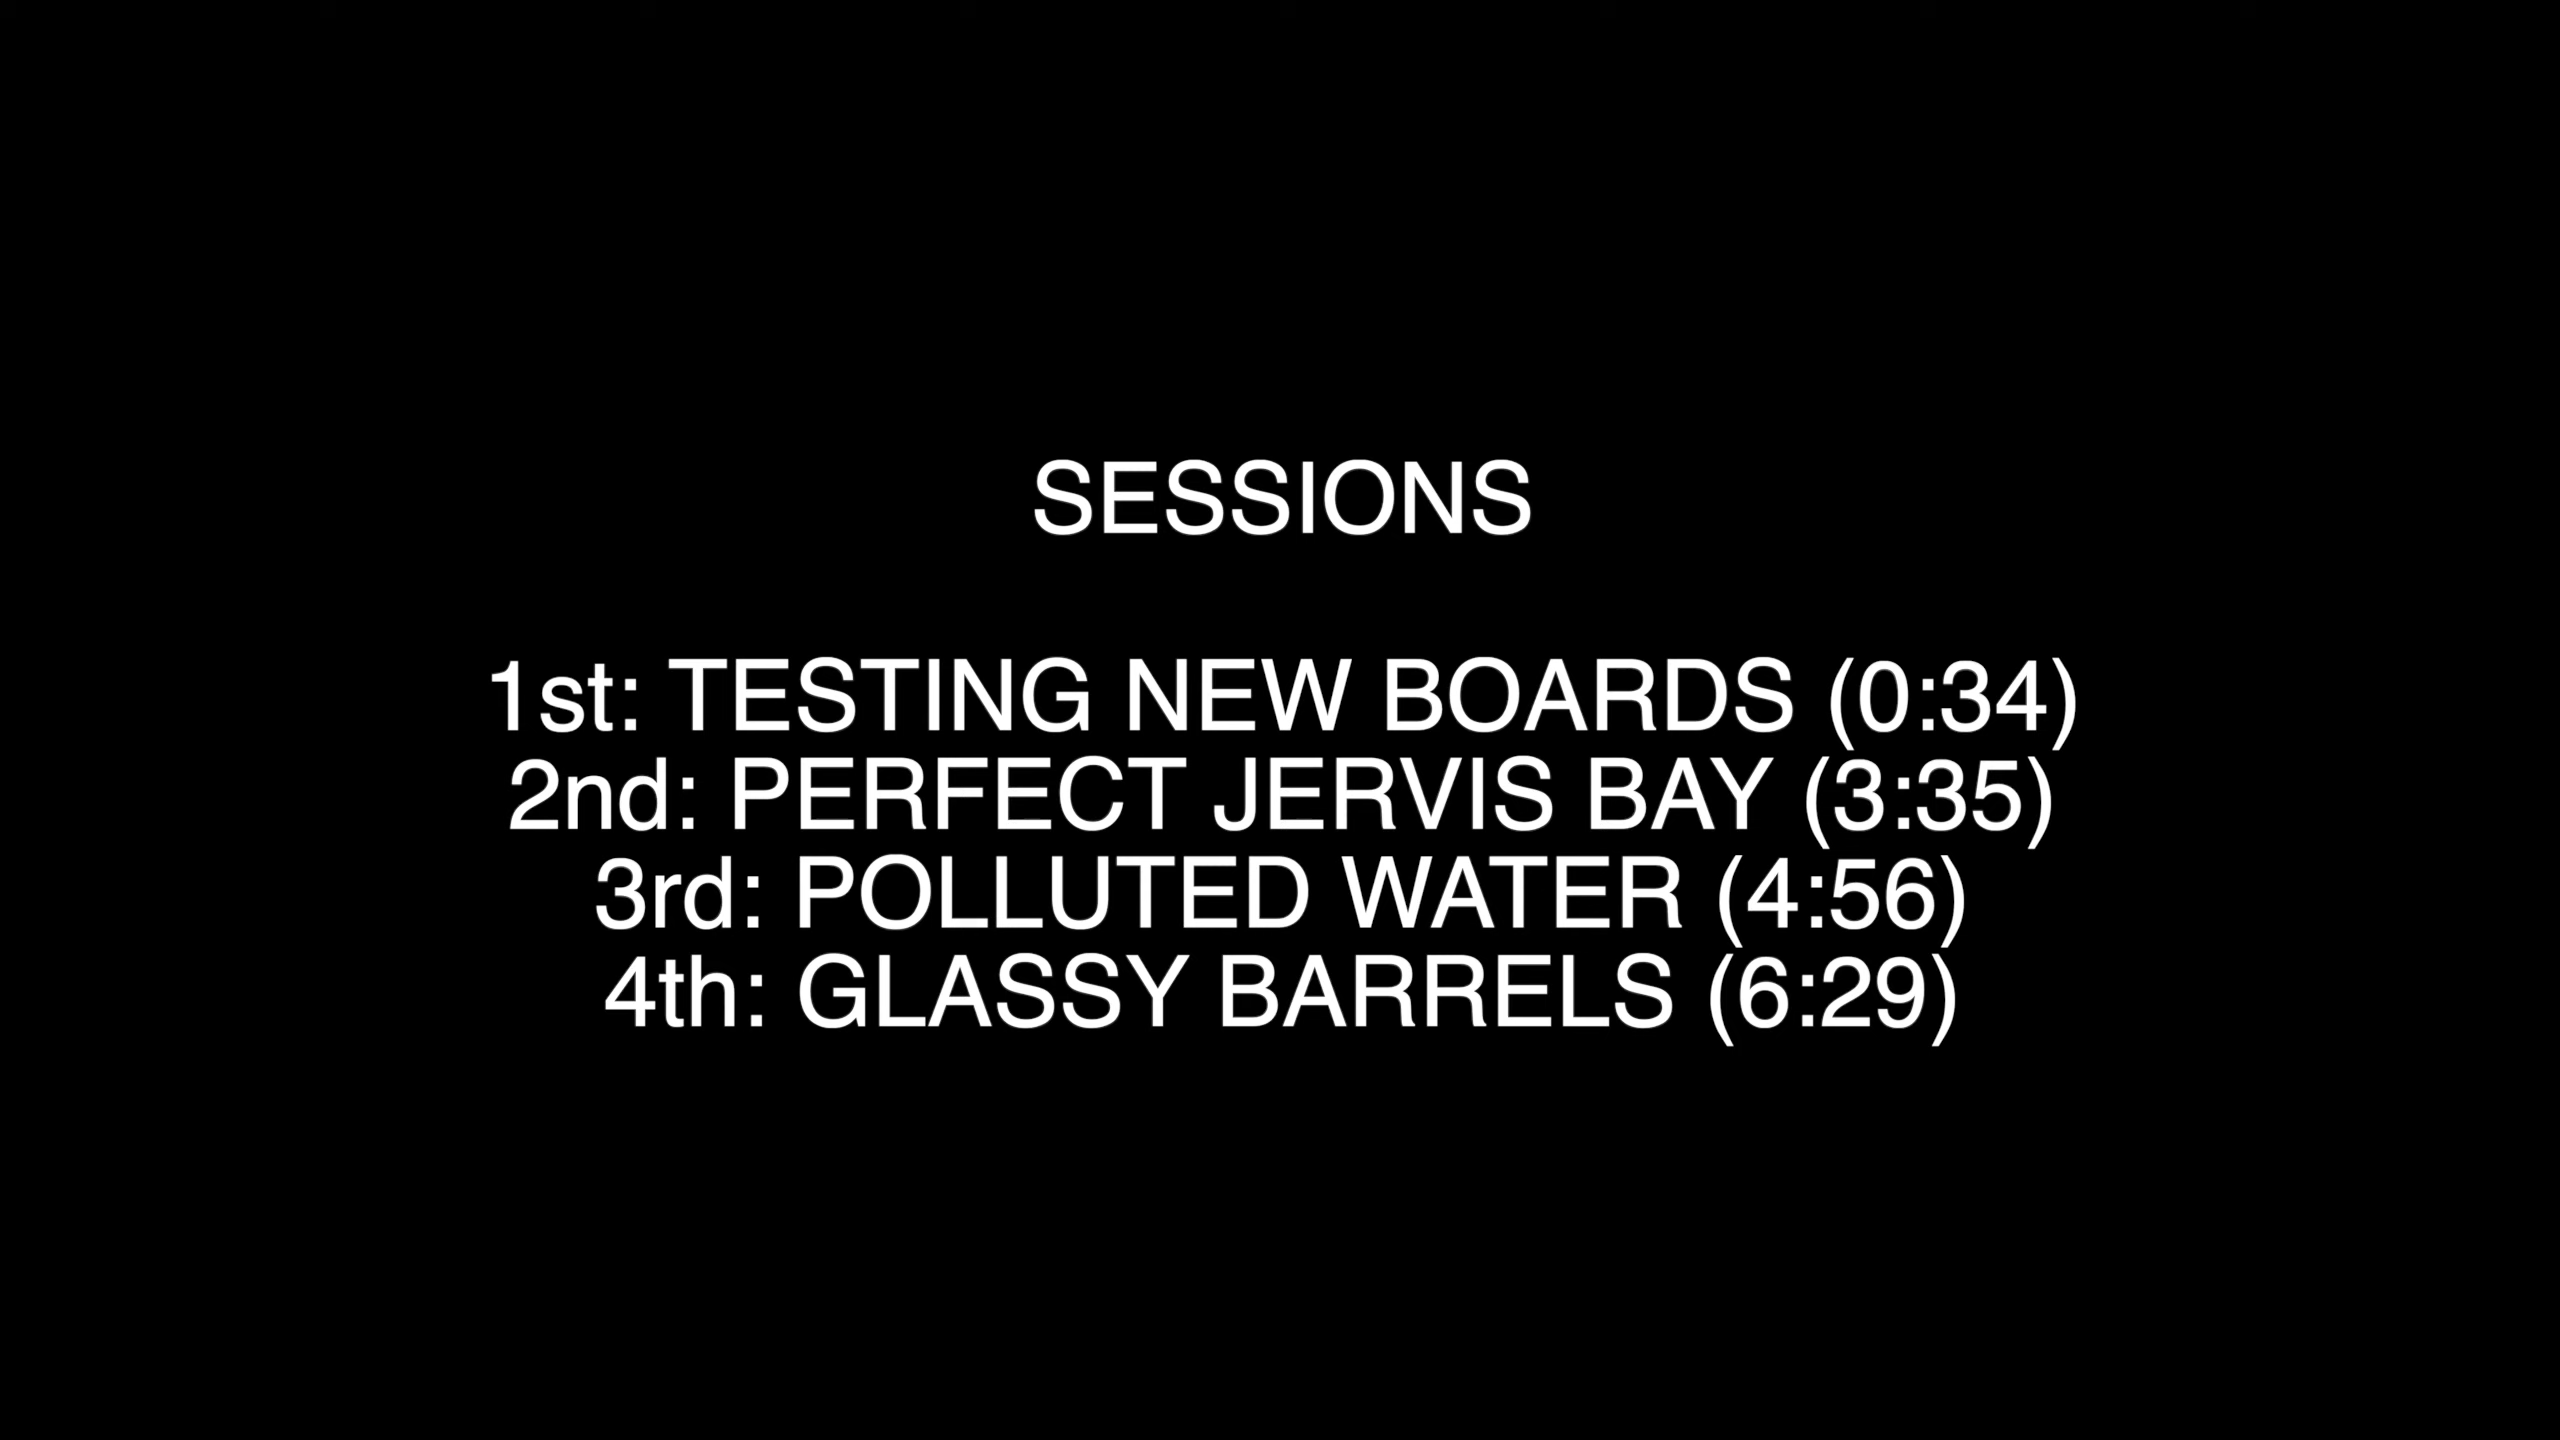 SESSIONS
1st: TESTING NEW BOARDS (0:34)
2nd: PERFECT JERVIS BAY (3:35)
3rd: POLLUTED WATER (4:56)
4th: GLASSY BARRELS (6:29)